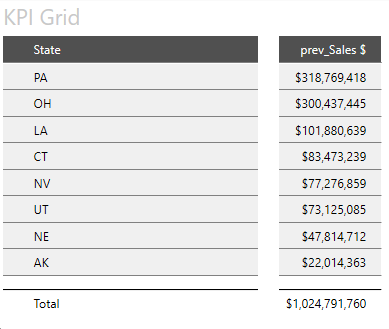 KPI Grid
State prev_Sales $
PA $318,769,418
OH $300,437,445
LA $101,880,639
CT $83,473,239
NV $77,276,859
UT $73,125,085
NE $47,814,712
AK $22,014,363
Total $1,024,791,760